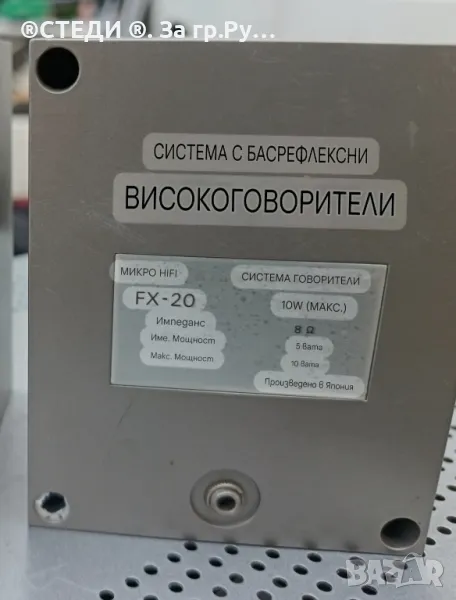 ®СТЕДИ ®. За гр.Ру...
СИСТЕМА С БАСРЕФЛЕКСНИ
ВИСОКОГОВОРИТЕЛИ
МИКРО HIFI СИСТЕМА ГОВОРИТЕЛИ
FX-20 10W (МАКС.)
Импеданс 8 Ω
Име. Мощност 5 вата
Макс. Мощност 10 вата
Произведено в Япония
BAZAR